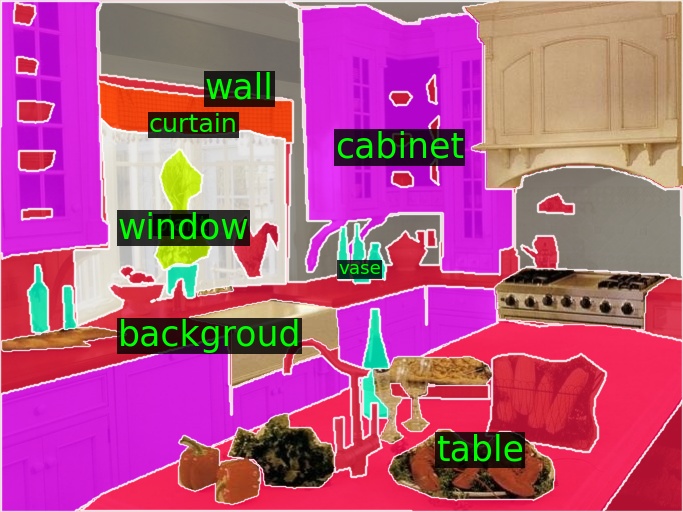 wall
curtain
cabinet
window
vase
backgroud
table